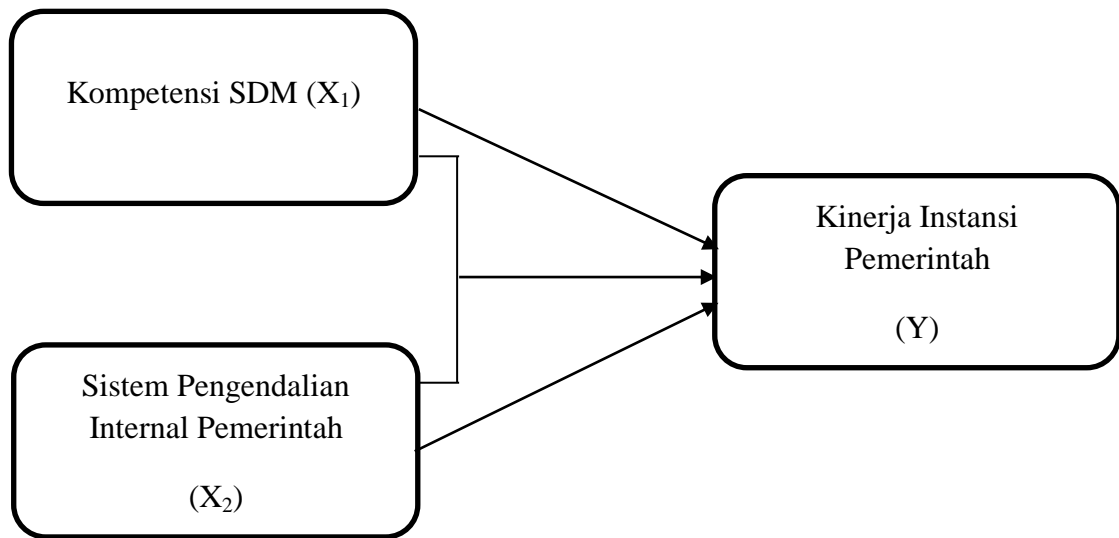 Kompetensi SDM (X₁)
Kinerja Instansi
Pemerintah
(Y)
Sistem Pengendalian
Internal Pemerintah
(X₂)